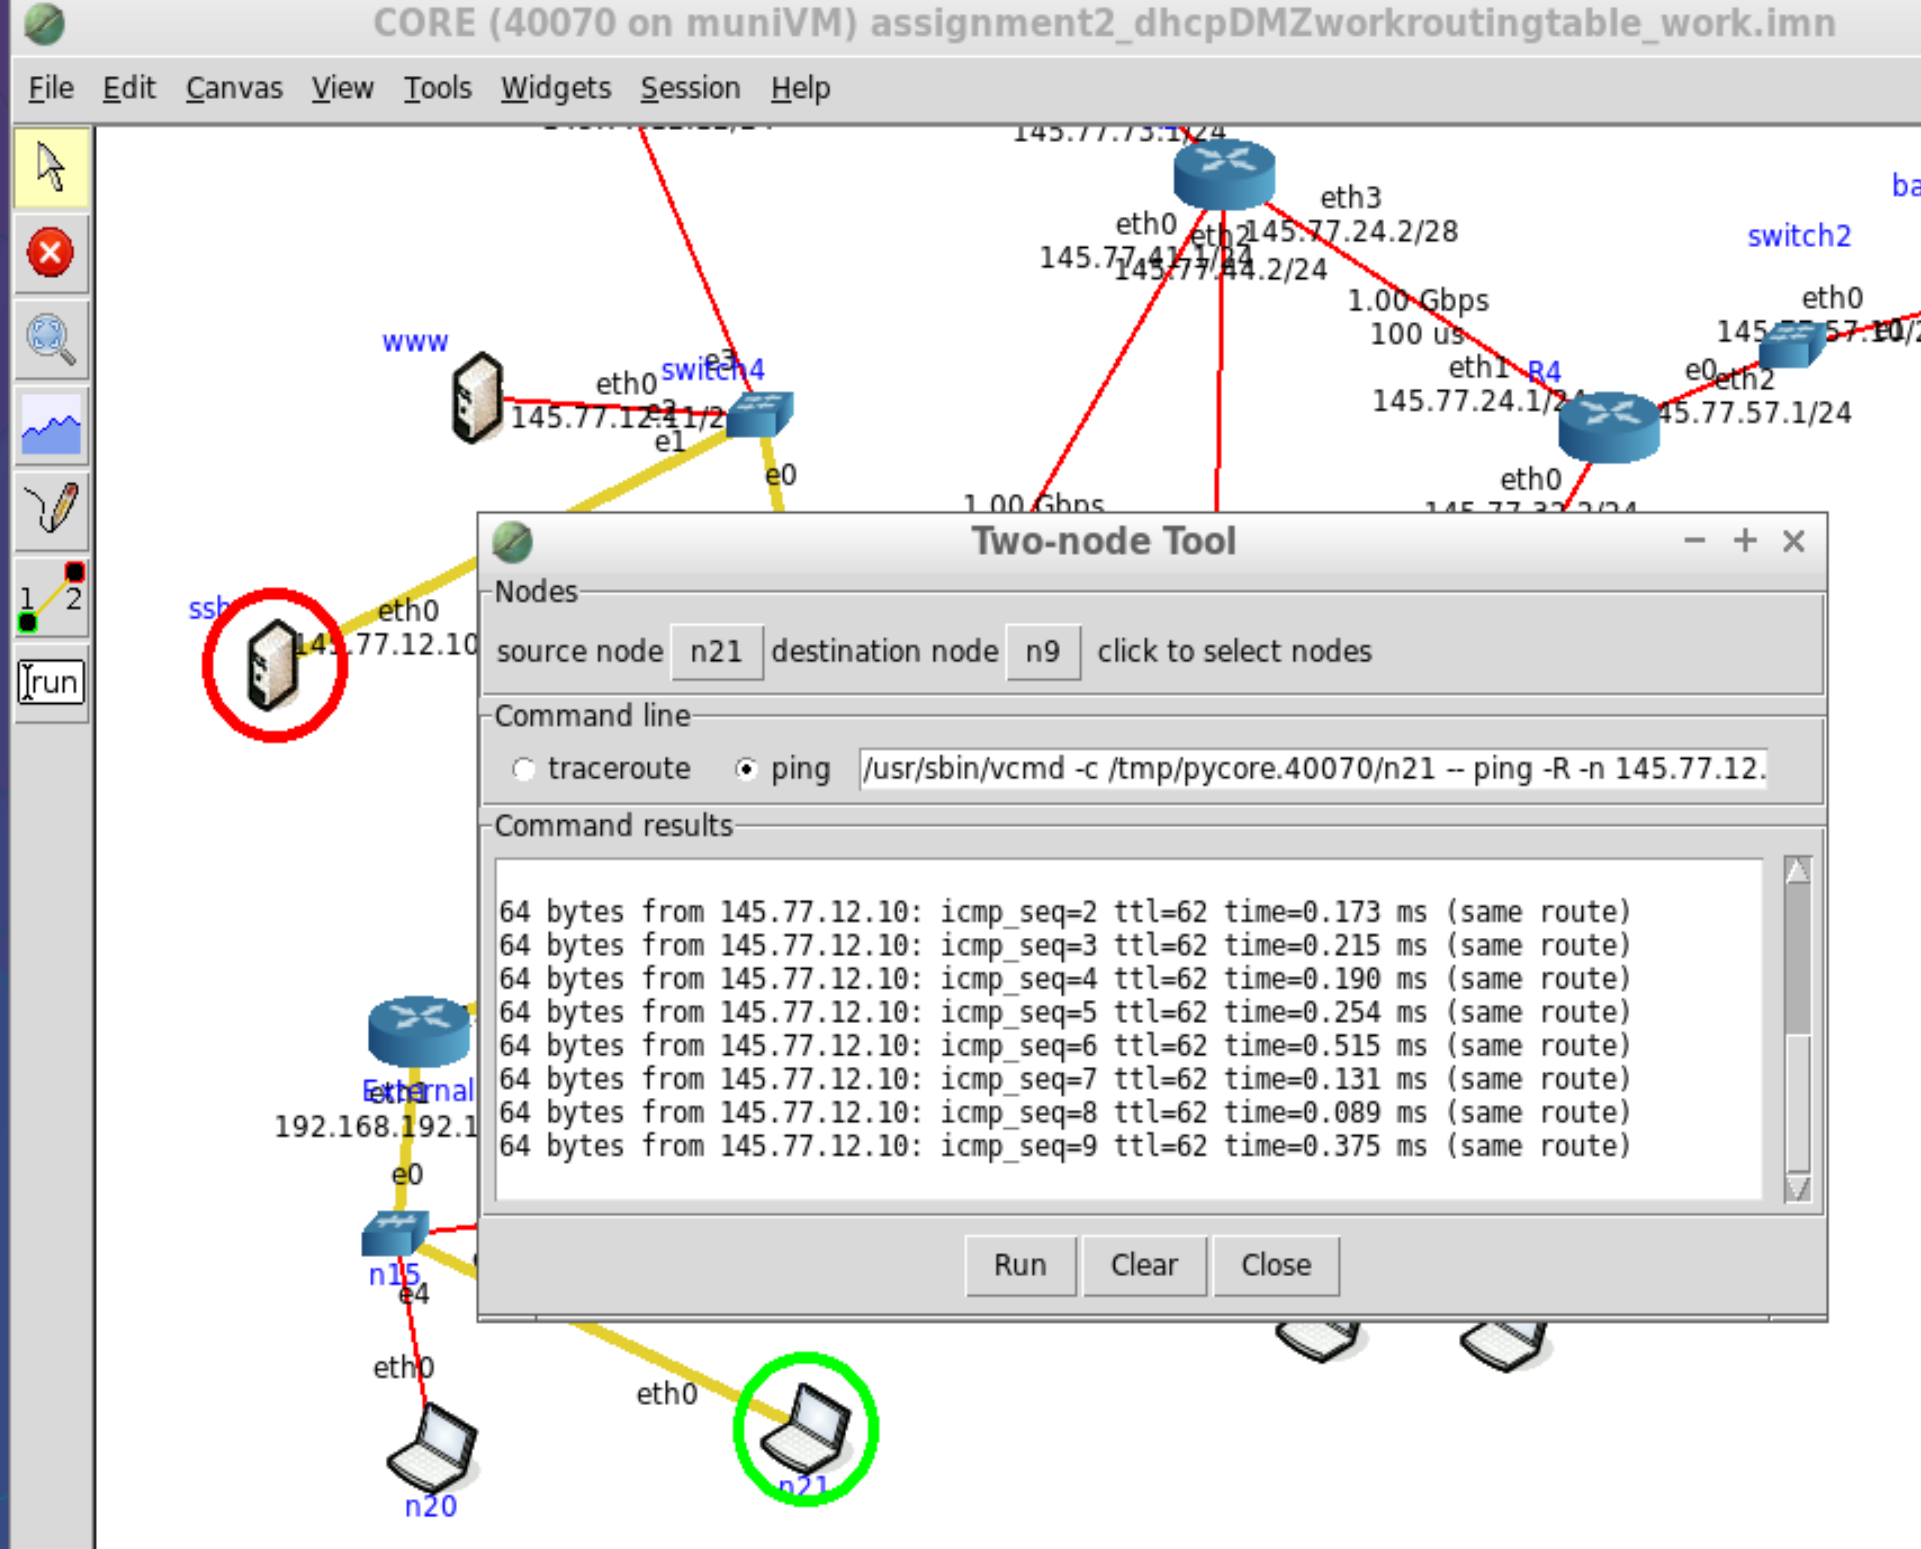 CORE (40070 on muniVM) assignment2_dhcpDMZworkroutingtable_work.imn
File Edit Canvas View Tools Widgets Session Help
145.77.73.1/24
eth3
145.77.24.2/28
eth0
eth2
145.77.41.1/24
145.77.44.2/24
switch2
1.00 Gbps
100 us
eth0
www
switch4
e3
eth0
e2
145.77.12.11/2
e1
e0
eth1
R4
145.77.24.1/24
e0
eth2
45.77.57.1/24
eth0
1.00 Gbps
145.77.32.2/24
ssh
eth0
145.77.12.10
1
2
run
Two-node Tool
Nodes
source node n21 destination node n9 click to select nodes
Command line
traceroute ping /usr/sbin/vcmd -c /tmp/pycore.40070/n21 -- ping -R -n 145.77.12.
Command results
64 bytes from 145.77.12.10: icmp_seq=2 ttl=62 time=0.173 ms (same route)
64 bytes from 145.77.12.10: icmp_seq=3 ttl=62 time=0.215 ms (same route)
64 bytes from 145.77.12.10: icmp_seq=4 ttl=62 time=0.190 ms (same route)
64 bytes from 145.77.12.10: icmp_seq=5 ttl=62 time=0.254 ms (same route)
64 bytes from 145.77.12.10: icmp_seq=6 ttl=62 time=0.515 ms (same route)
64 bytes from 145.77.12.10: icmp_seq=7 ttl=62 time=0.131 ms (same route)
64 bytes from 145.77.12.10: icmp_seq=8 ttl=62 time=0.089 ms (same route)
64 bytes from 145.77.12.10: icmp_seq=9 ttl=62 time=0.375 ms (same route)
Run Clear Close
External
eth1
192.168.192.1
e0
n15
e4
eth0
n20
eth0
n21